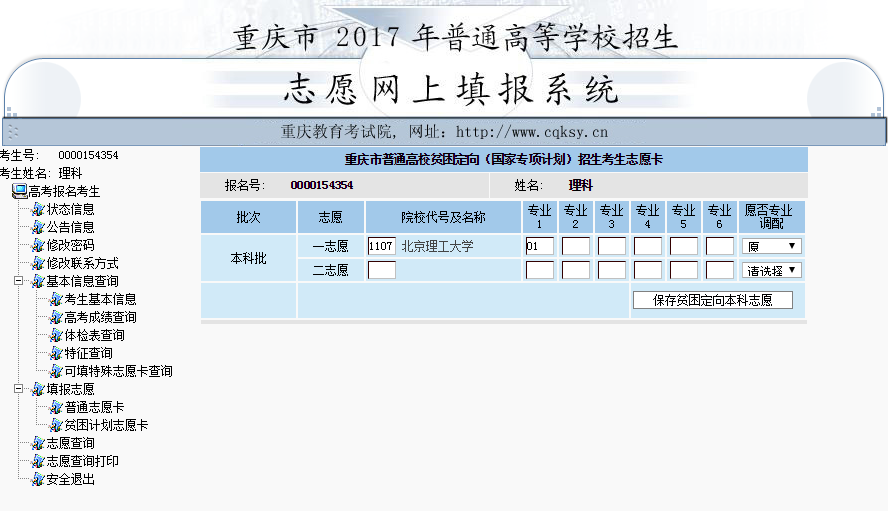 重庆市 2017 年普通高等学校招生
志愿网上填报系统
重庆教育考试院, 网址: http://www.cqksy.cn
考生号: 0000154354
考生姓名: 理科
高考报名考生
状态信息
公告信息
修改密码
修改联系方式
基本信息查询
考生基本信息
高考成绩查询
体检表查询
特征查询
可填特殊志愿卡查询
填报志愿
普通志愿卡
贫困计划志愿卡
志愿查询
志愿查询打印
安全退出
重庆市普通高校贫困定向（国家专项计划）招生考生志愿卡
报名号: 0000154354 姓名: 理科
批次 志愿 院校代号及名称 专业1 专业2 专业3 专业4 专业5 专业6 愿否专业调配
本科批 一志愿 1107 北京理工大学 01 愿
二志愿 请选择
保存贫困定向本科志愿